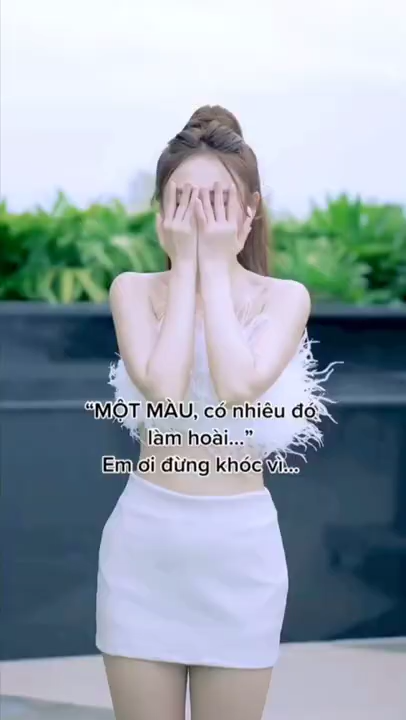 “MỘT MÀU, có nhiêu đó
làm hoài...”
Em ơi đừng khóc vì...